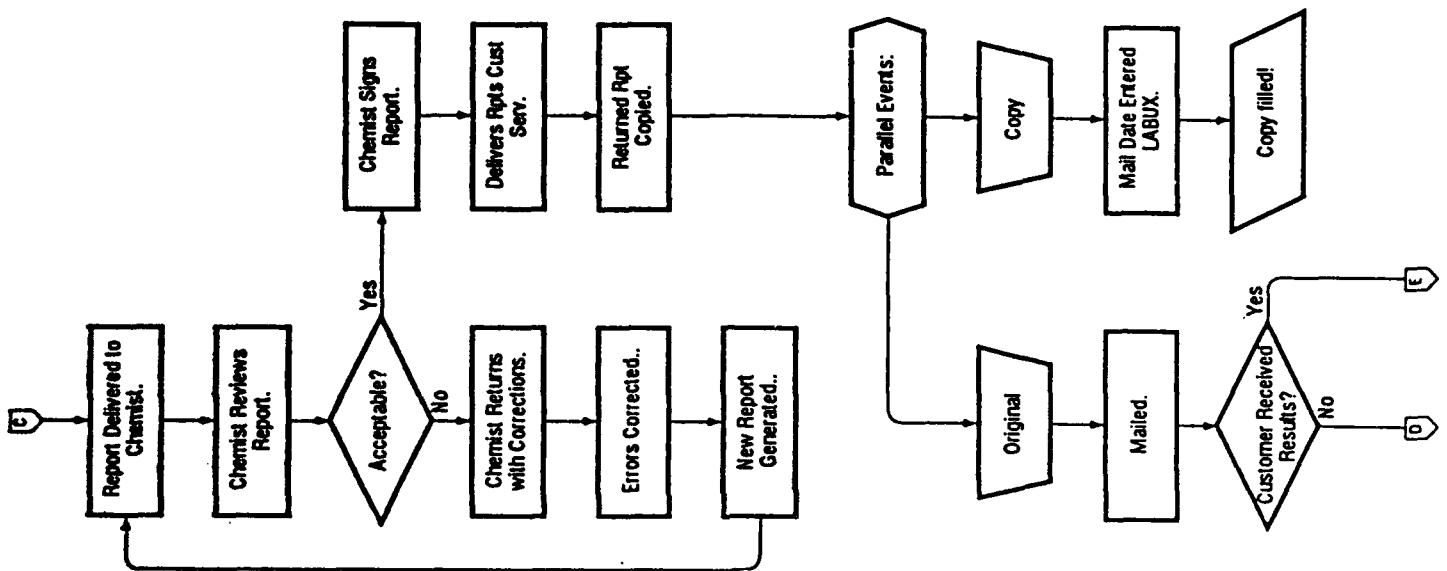 C
Report Delivered to
Chemist.
Chemist Reviews
Report.
Acceptable?
Yes
No
Chemist Returns
with Corrections.
Errors Corrected..
New Report
Generated..
Chemist Signs
Report.
Delivers Rpts Cust
Serv.
Returned Rpt
Copied.
Parallel Events:
Original
Mailed.
Customer Received
Results?
Yes
No
D
E
Copy
Mail Date Entered
LABUX.
Copy filled!